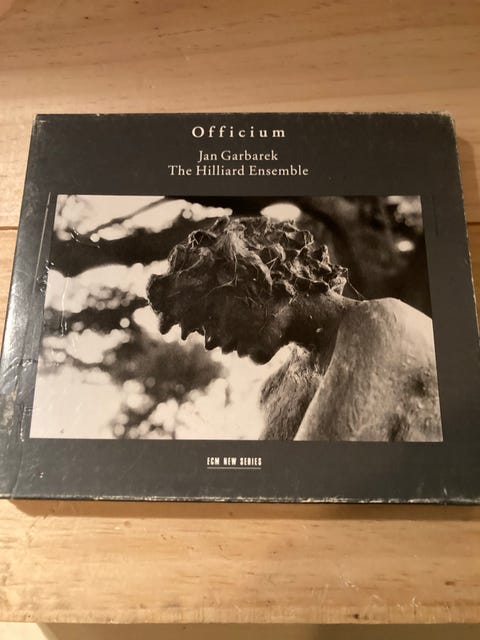 Officium
Jan Garbarek
The Hilliard Ensemble
ECM NEW SERIES